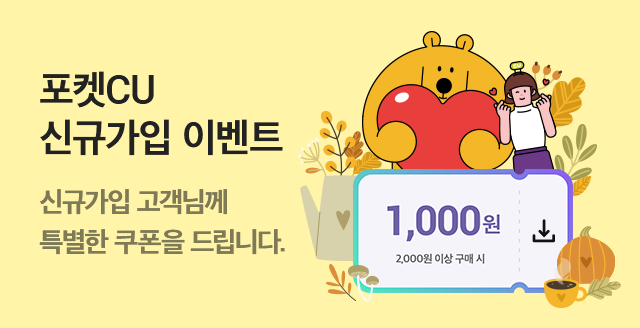 포켓CU
신규가입 이벤트
신규가입 고객님께
특별한 쿠폰을 드립니다.
1,000원
2,000원 이상 구매 시